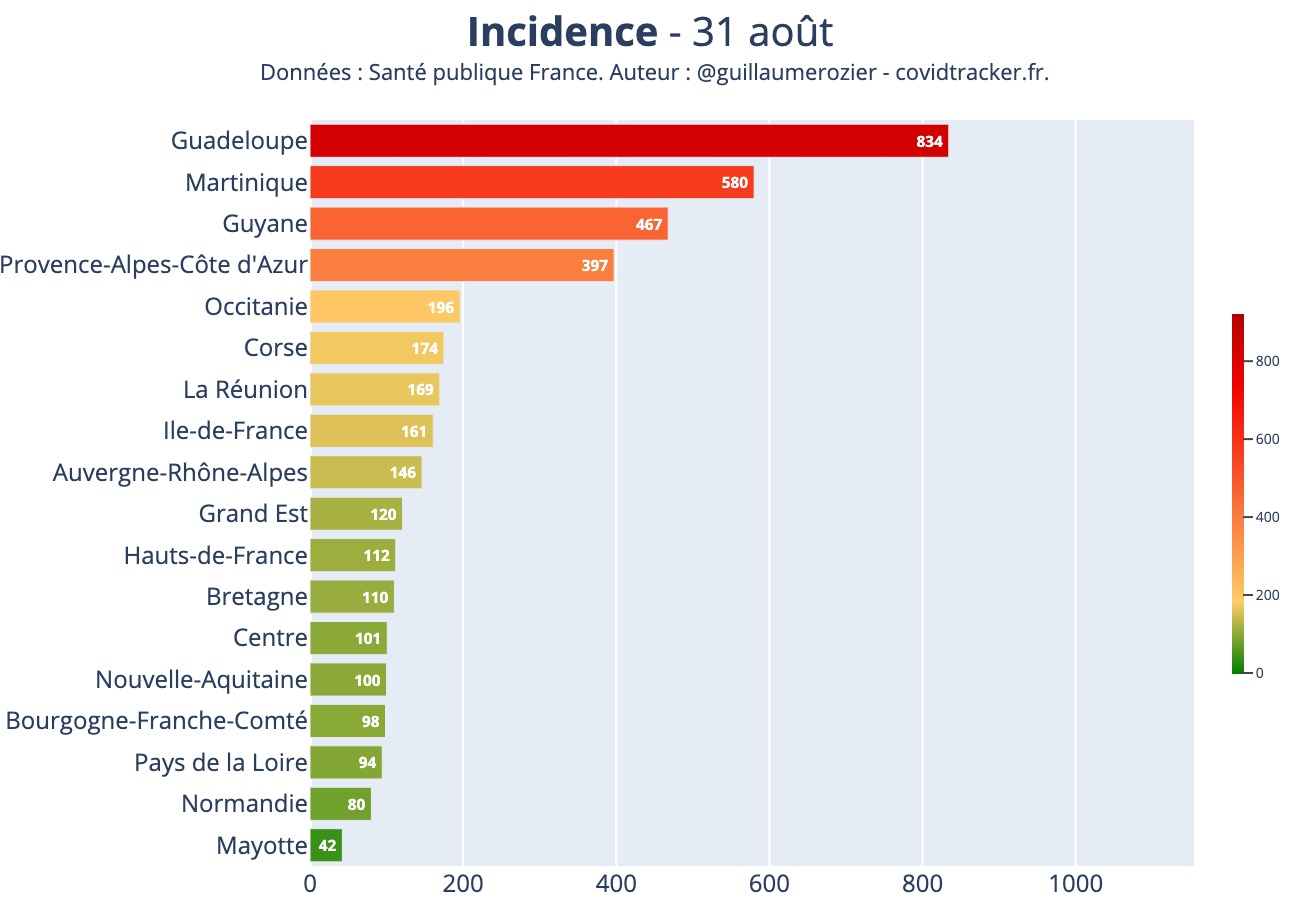 Incidence - 31 août
Données : Santé publique France. Auteur : @guillaumerozier - covidtracker.fr.
Guadeloupe 834
Martinique 580
Guyane 467
Provence-Alpes-Côte d'Azur 397
Occitanie 196
Corse 174
La Réunion 169
Ile-de-France 161
Auvergne-Rhône-Alpes 146
Grand Est 120
Hauts-de-France 112
Bretagne 110
Centre 101
Nouvelle-Aquitaine 100
Bourgogne-Franche-Comté 98
Pays de la Loire 94
Normandie 80
Mayotte 42
0 200 400 600 800 1000
800
600
400
200
0